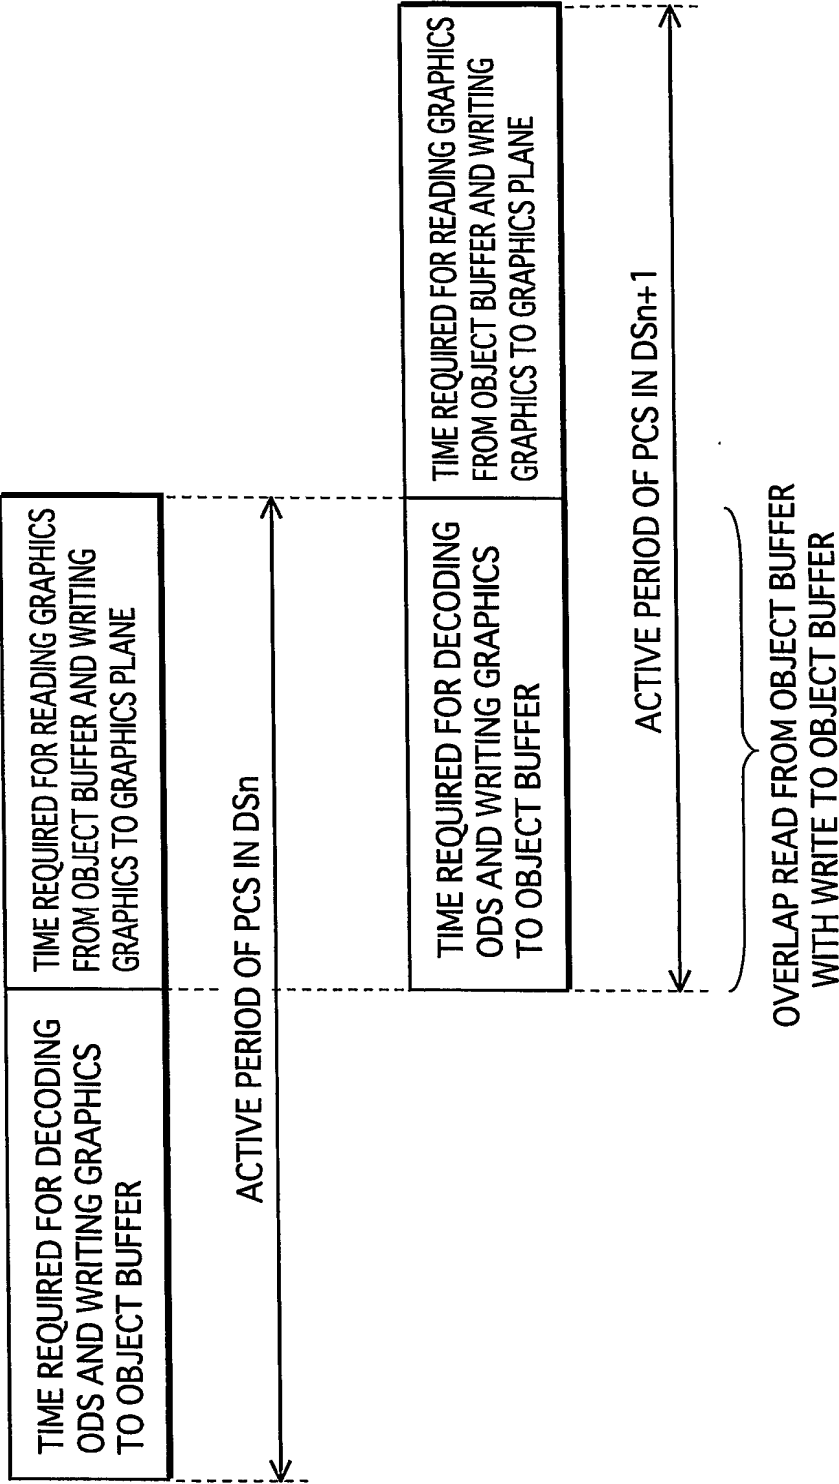 TIME REQUIRED FOR DECODING
ODS AND WRITING GRAPHICS
TO OBJECT BUFFER
TIME REQUIRED FOR READING GRAPHICS
FROM OBJECT BUFFER AND WRITING
GRAPHICS TO GRAPHICS PLANE
ACTIVE PERIOD OF PCS IN DSn
TIME REQUIRED FOR DECODING
ODS AND WRITING GRAPHICS
TO OBJECT BUFFER
TIME REQUIRED FOR READING GRAPHICS
FROM OBJECT BUFFER AND WRITING
GRAPHICS TO GRAPHICS PLANE
ACTIVE PERIOD OF PCS IN DSn+1
OVERLAP READ FROM OBJECT BUFFER
WITH WRITE TO OBJECT BUFFER